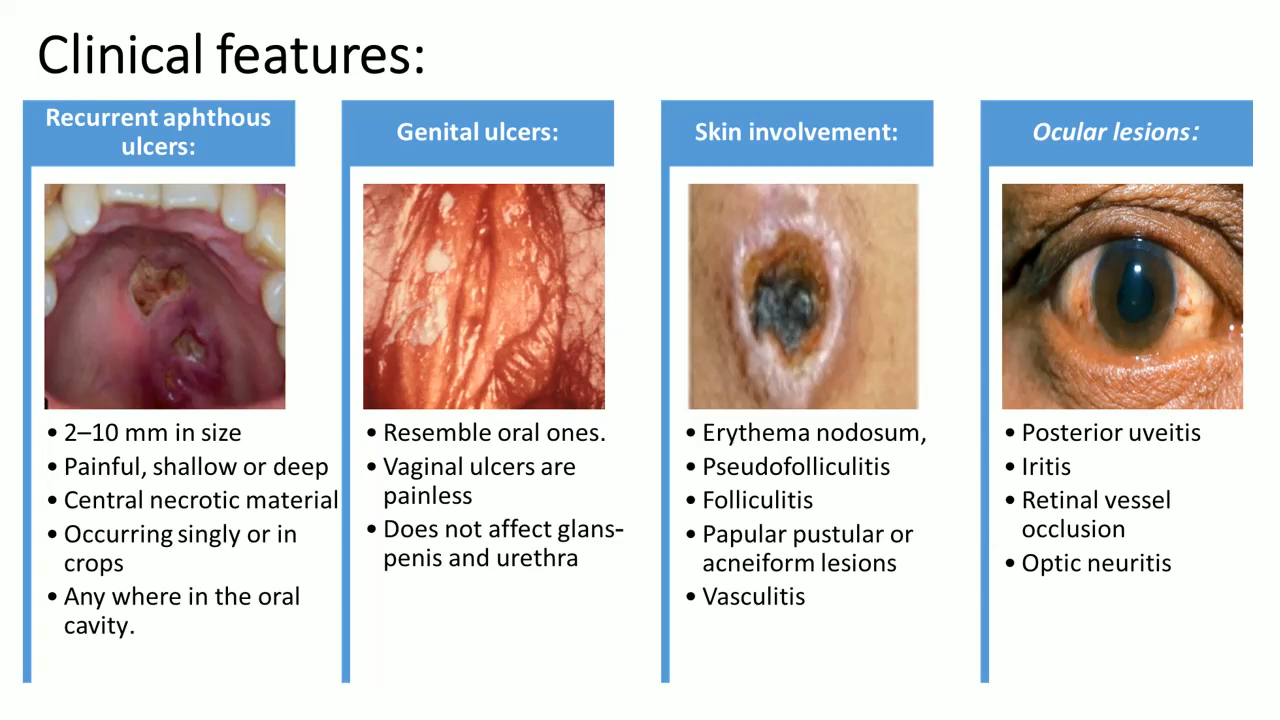 Clinical features:
Recurrent aphthous
ulcers:
• 2–10 mm in size
• Painful, shallow or deep
• Central necrotic material
• Occurring singly or in
crops
• Any where in the oral
cavity.
Genital ulcers:
• Resemble oral ones.
• Vaginal ulcers are
painless
• Does not affect glans-
penis and urethra
Skin involvement:
• Erythema nodosum,
• Pseudofolliculitis
• Folliculitis
• Papular pustular or
acneiform lesions
• Vasculitis
Ocular lesions:
• Posterior uveitis
• Iritis
• Retinal vessel
occlusion
• Optic neuritis